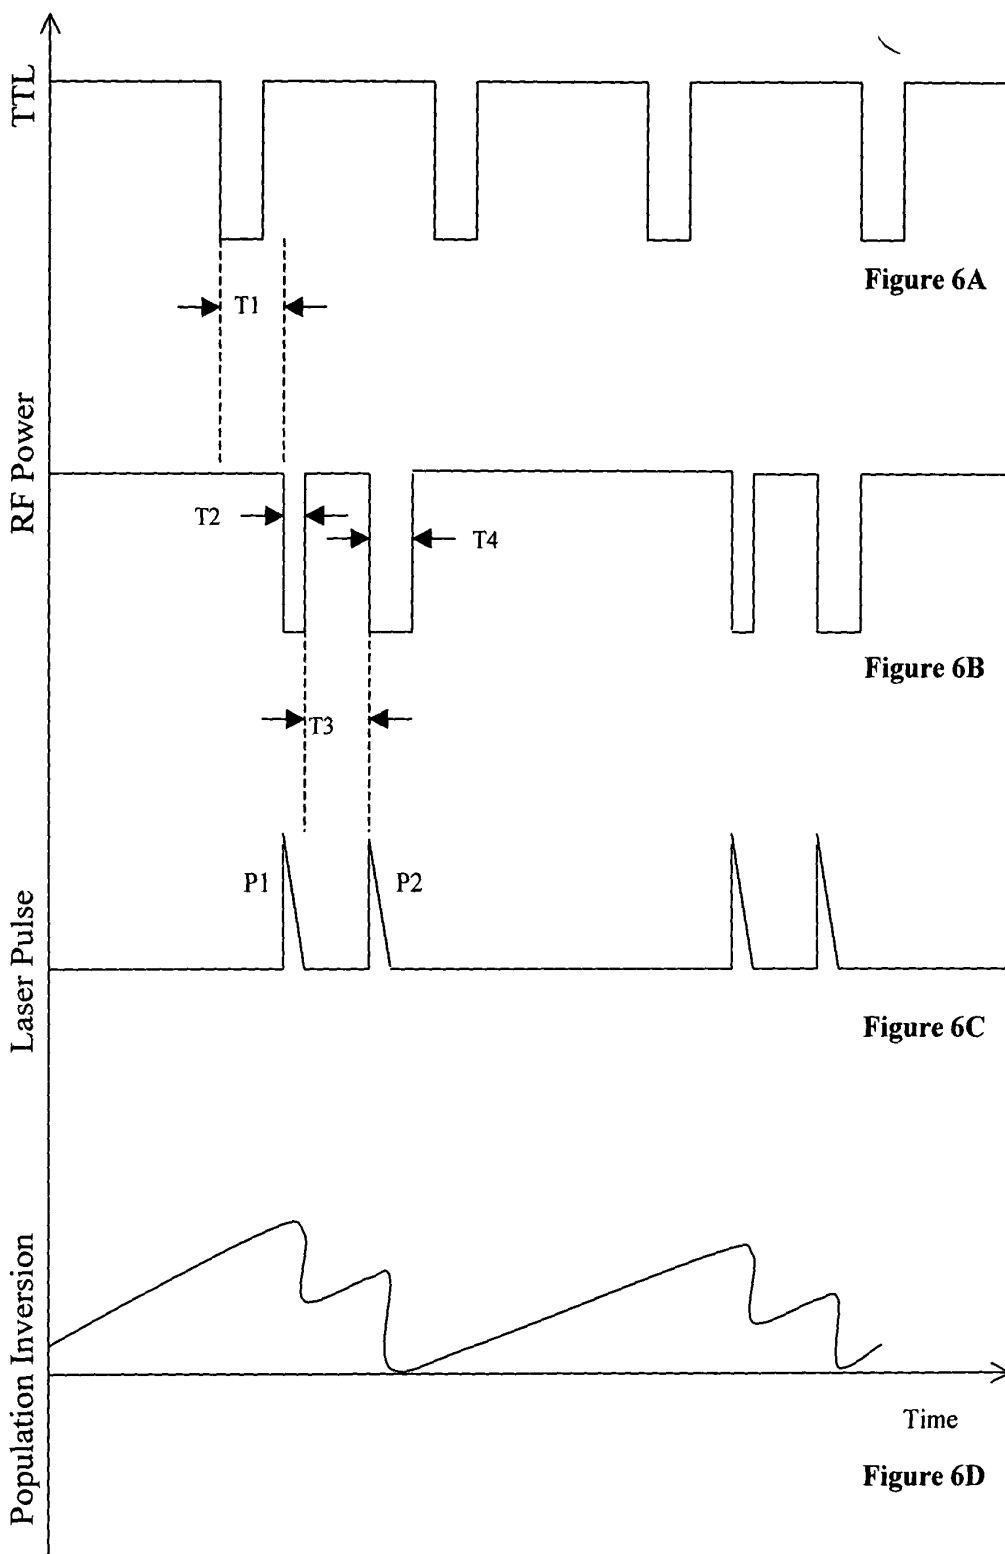 TTL
Figure 6A
T1
RF Power
T2
T4
Figure 6B
T3
P1
P2
Laser Pulse
Figure 6C
Population Inversion
Time
Figure 6D